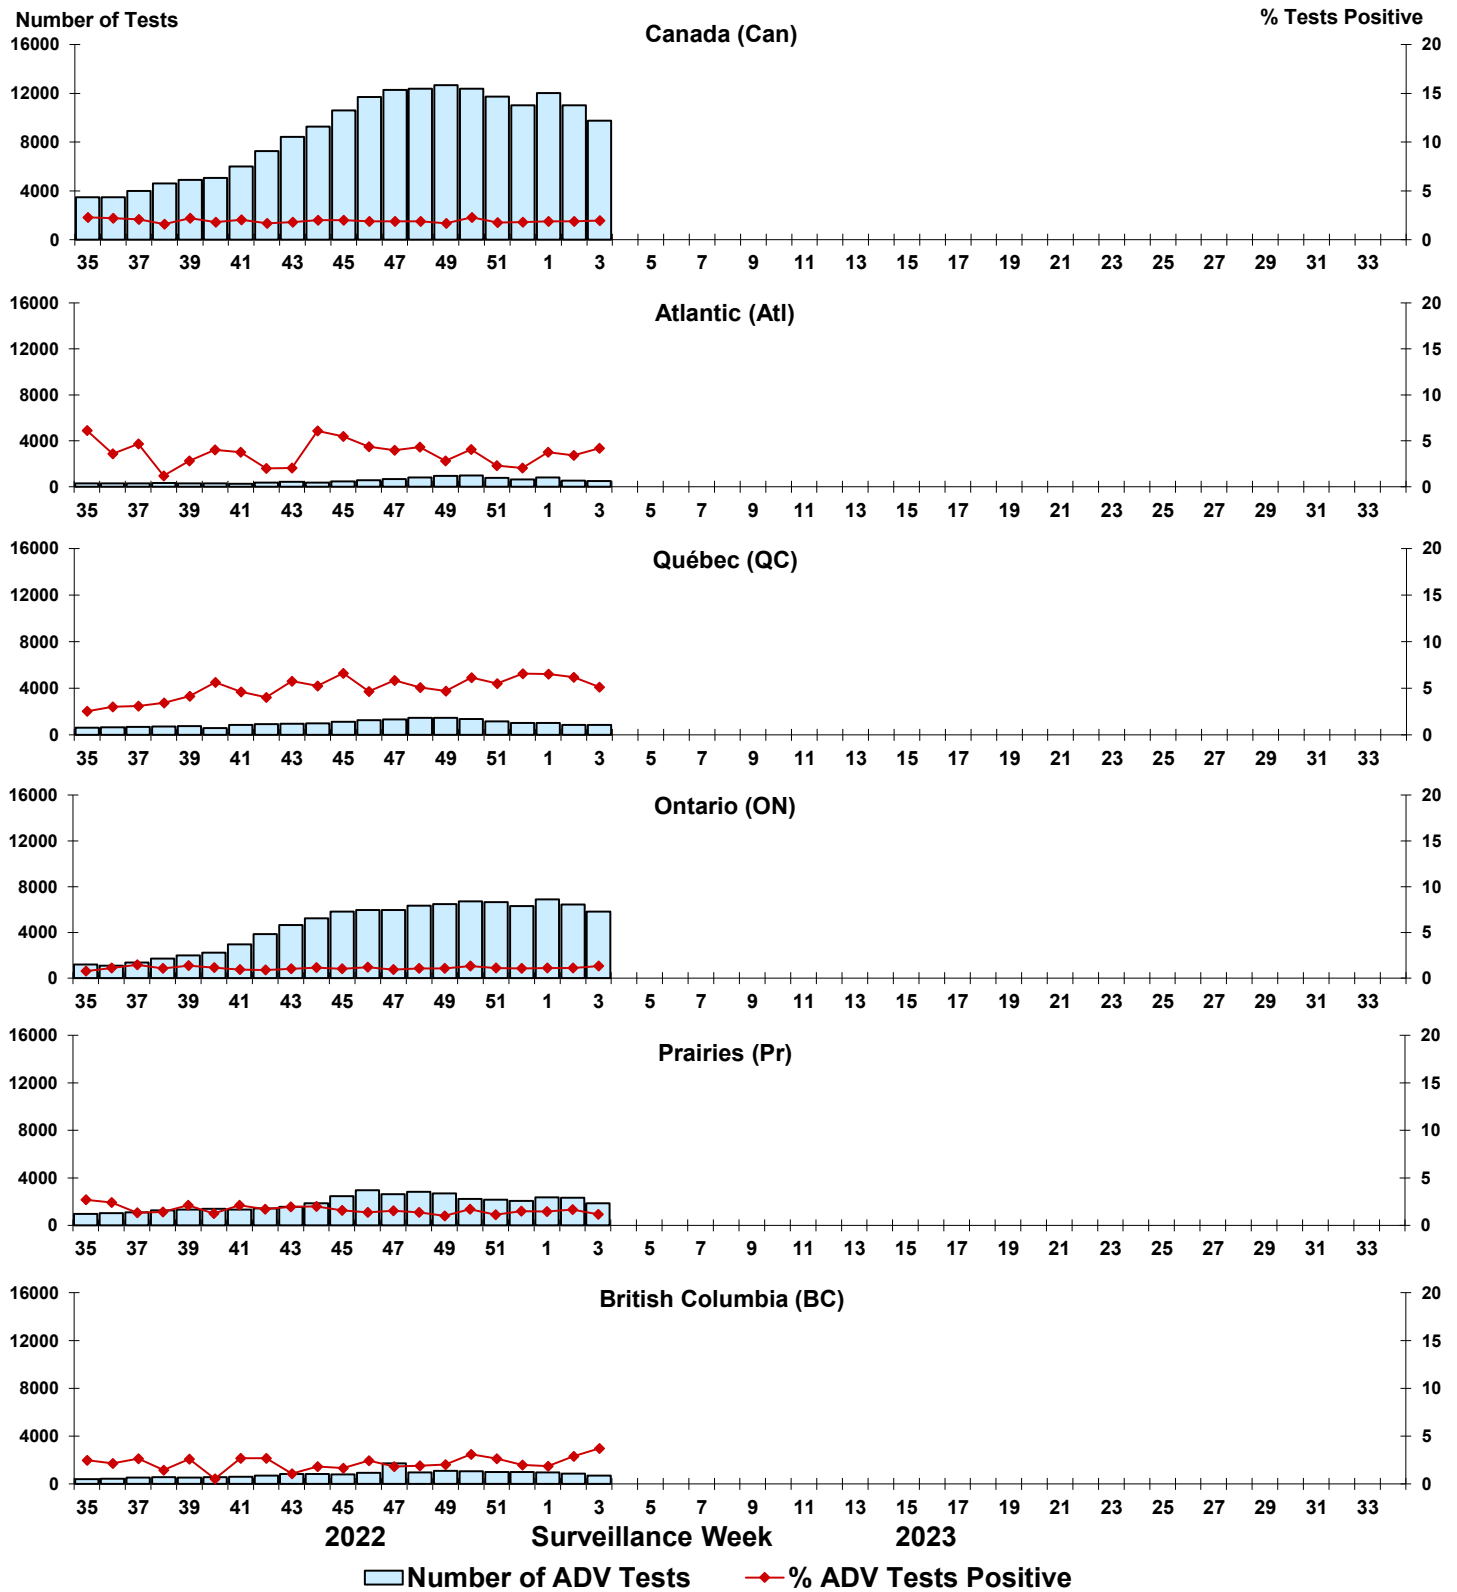 Number of Tests
% Tests Positive
Canada (Can)
16000 20
12000 15
8000 10
4000 5
0 0
35 37 39 41 43 45 47 49 51 1 3 5 7 9 11 13 15 17 19 21 23 25 27 29 31 33
Atlantic (Atl)
16000 20
12000 15
8000 10
4000 5
0 0
35 37 39 41 43 45 47 49 51 1 3 5 7 9 11 13 15 17 19 21 23 25 27 29 31 33
Québec (QC)
16000 20
12000 15
8000 10
4000 5
0 0
35 37 39 41 43 45 47 49 51 1 3 5 7 9 11 13 15 17 19 21 23 25 27 29 31 33
Ontario (ON)
16000 20
12000 15
8000 10
4000 5
0 0
35 37 39 41 43 45 47 49 51 1 3 5 7 9 11 13 15 17 19 21 23 25 27 29 31 33
Prairies (Pr)
16000 20
12000 15
8000 10
4000 5
0 0
35 37 39 41 43 45 47 49 51 1 3 5 7 9 11 13 15 17 19 21 23 25 27 29 31 33
British Columbia (BC)
16000 20
12000 15
8000 10
4000 5
0 0
35 37 39 41 43 45 47 49 51 1 3 5 7 9 11 13 15 17 19 21 23 25 27 29 31 33
2022 Surveillance Week 2023
Number of ADV Tests % ADV Tests Positive